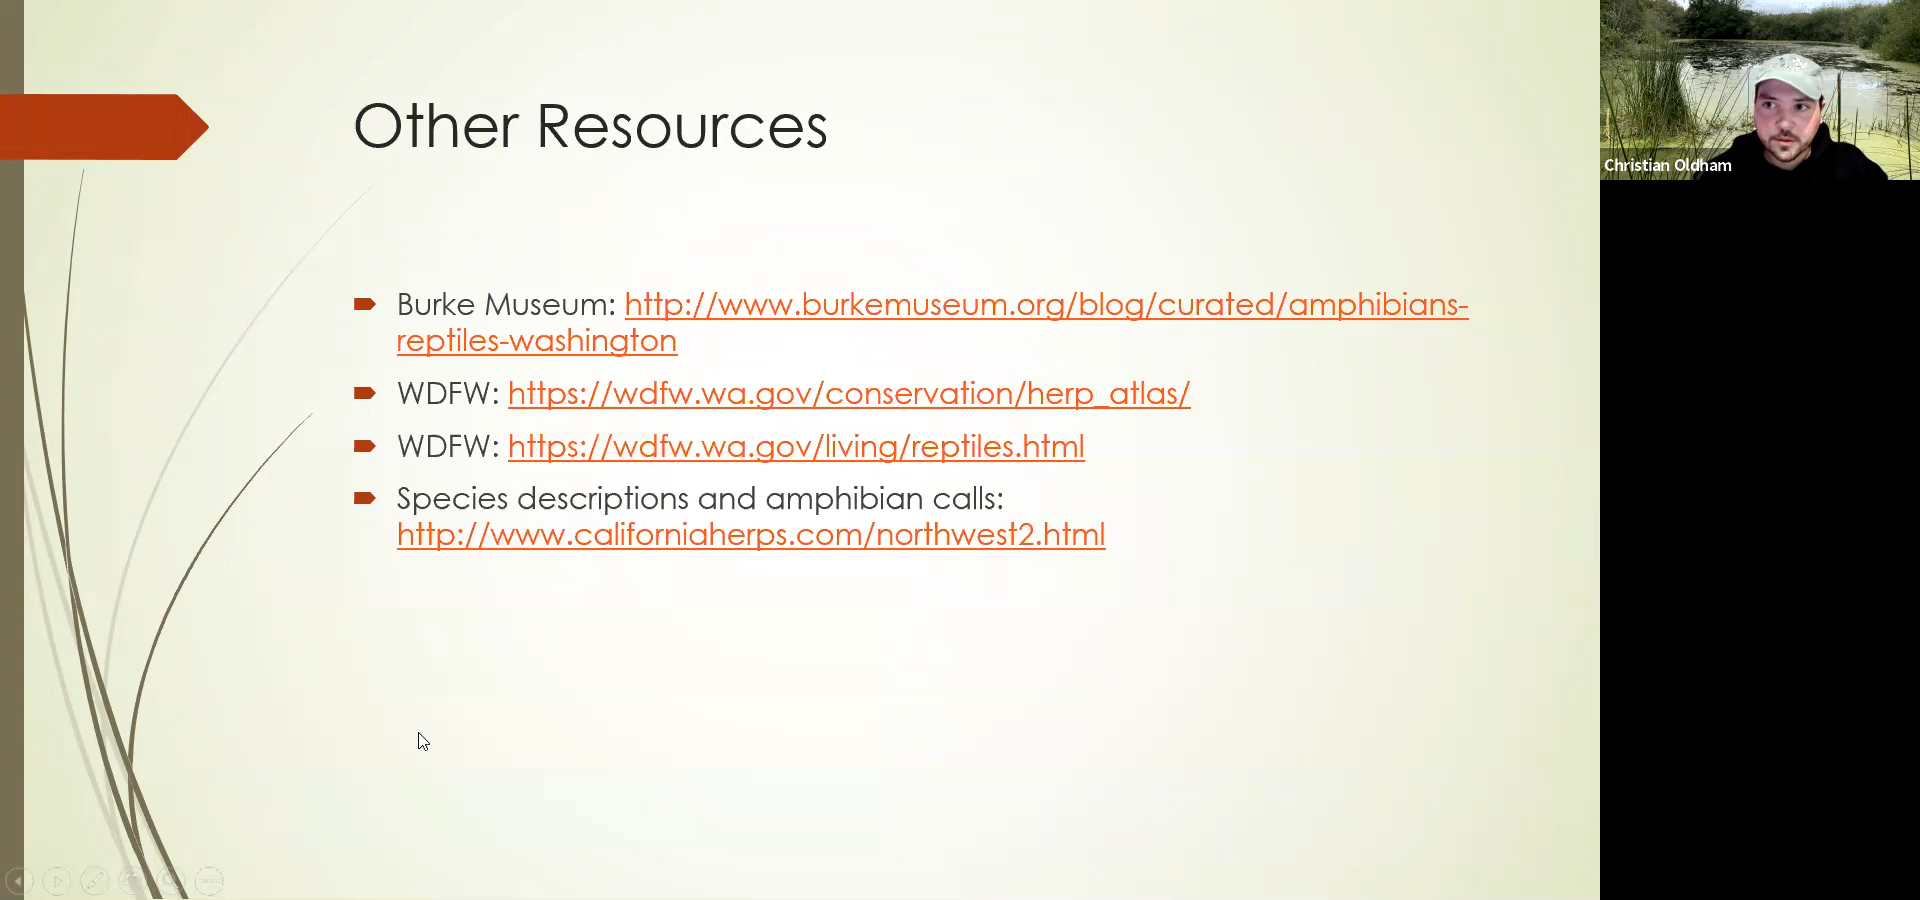 Other Resources
Burke Museum: http://www.burkemuseum.org/blog/curated/amphibians-
reptiles-washington
WDFW: https://wdfw.wa.gov/conservation/herp_atlas/
WDFW: https://wdfw.wa.gov/living/reptiles.html
Species descriptions and amphibian calls:
http://www.californiaherps.com/northwest2.html
Christian Oldham